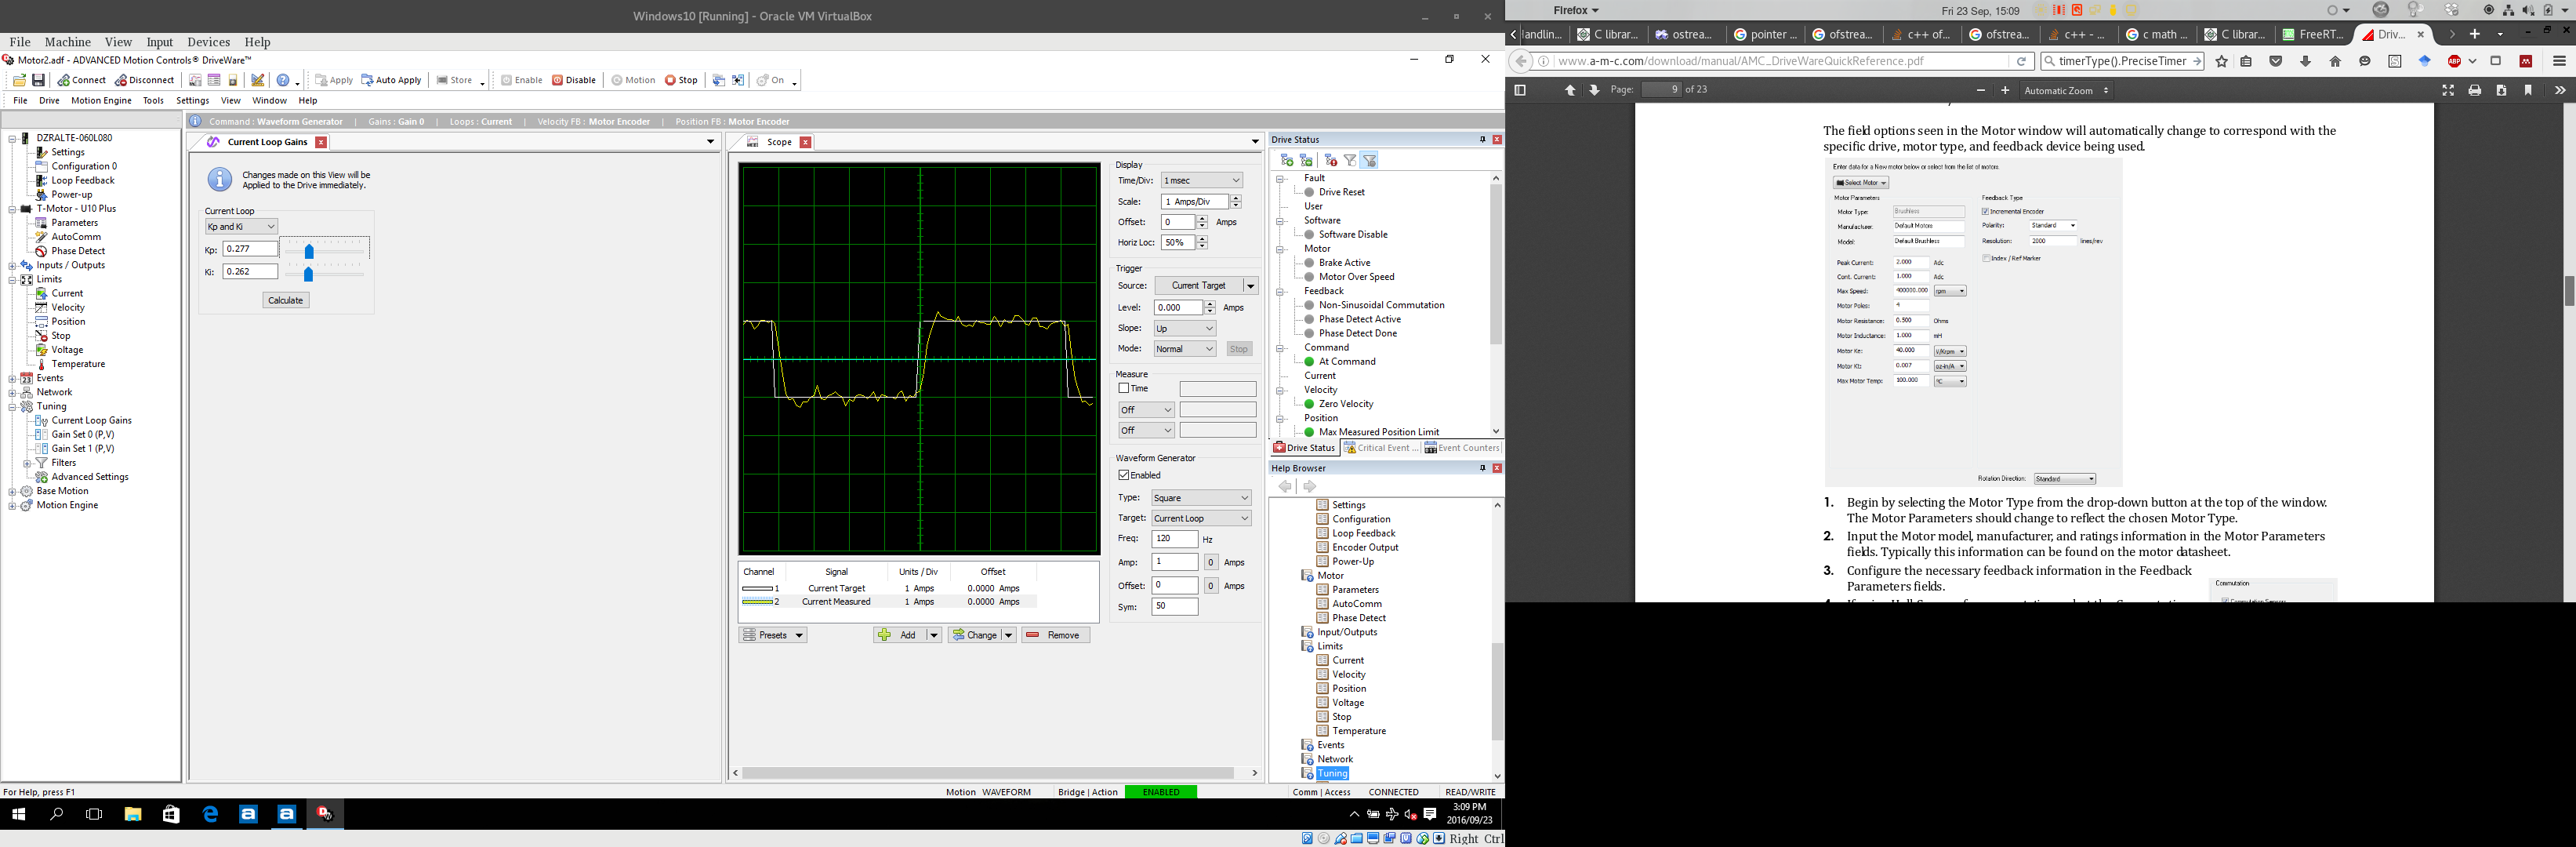 Windows10 [Running] - Oracle VM VirtualBox
File Machine View Input Devices Help
Motor2.adf - ADVANCED Motion Controls® DriveWare™
Connect Disconnect Apply Auto Apply Store Enable Disable Motion Stop On
File Drive Motion Engine Tools Settings View Window Help
Command : Waveform Generator | Gains : Gain 0 | Loops : Current | Velocity FB : Motor Encoder | Position FB : Motor Encoder
DZRALTE-060L080
Settings
Configuration 0
Loop Feedback
Power-up
T-Motor - U10 Plus
Parameters
AutoComm
Phase Detect
Inputs / Outputs
Limits
Current
Velocity
Position
Stop
Voltage
Temperature
Events
Network
Tuning
Current Loop Gains
Gain Set 0 (P,V)
Gain Set 1 (P,V)
Filters
Advanced Settings
Base Motion
Motion Engine
Current Loop Gains
Changes made on this View will be
Applied to the Drive immediately.
Current Loop
Kp and Ki
Kp: 0.277
Ki: 0.262
Calculate
Scope
Channel Signal Units / Div Offset
1 Current Target 1 Amps 0.0000 Amps
2 Current Measured 1 Amps 0.0000 Amps
Presets Add Change Remove
Display
Time/Div: 1 msec
Scale: 1 Amps/Div
Offset: 0 Amps
Horiz Loc: 50%
Trigger
Source: Current Target
Level: 0.000 Amps
Slope: Up
Mode: Normal Stop
Measure
Time
Off
Off
Waveform Generator
Enabled
Type: Square
Target: Current Loop
Freq: 120 Hz
Amp: 1 0 Amps
Offset: 0 0 Amps
Sym: 50
Drive Status
Fault
Drive Reset
User
Software
Software Disable
Motor
Brake Active
Motor Over Speed
Feedback
Non-Sinusoidal Commutation
Phase Detect Active
Phase Detect Done
Command
At Command
Current
Velocity
Zero Velocity
Position
Max Measured Position Limit
Drive Status Critical Event ... Event Counters
Help Browser
Settings
Configuration
Loop Feedback
Encoder Output
Power-Up
Motor
Parameters
AutoComm
Phase Detect
Input/Outputs
Limits
Current
Velocity
Position
Voltage
Stop
Temperature
Events
Network
Tuning
For Help, press F1
Motion WAVEFORM Bridge | Action ENABLED Comm | Access CONNECTED READ/WRITE
3:09 PM
2016/09/23
Right Ctrl
Firefox
Fri 23 Sep, 15:09
C librar... ostrea... pointer ... ofstrea... c++ of... ofstrea... c++ - ... c math ... C librar... FreeRT... Driv...
www.a-m-c.com/download/manual/AMC_DriveWareQuickReference.pdf
timerType().PreciseTimer
Page: 9 of 23
Automatic Zoom
The field options seen in the Motor window will automatically change to correspond with the
specific drive, motor type, and feedback device being used.
Enter data for a New motor below or select from the list of motors.
Select Motor
Motor Parameters
Motor Type: Brushless
Manufacturer: Default Motors
Model: Default Brushless
Peak Current: 2.000 Adc
Cont. Current: 1.000 Adc
Max Speed: 400000.000 rpm
Motor Poles: 4
Motor Resistance: 0.500 Ohms
Motor Inductance: 1.000 mH
Motor Ke: 40.000 V/Krpm
Motor Kt: 0.007 oz-in/A
Max Motor Temp: 100.000 °C
Feedback Type
Incremental Encoder
Polarity: Standard
Resolution: 2000 lines/rev
Index / Ref Marker
Rotation Direction: Standard
1. Begin by selecting the Motor Type from the drop-down button at the top of the window.
The Motor Parameters should change to reflect the chosen Motor Type.
2. Input the Motor model, manufacturer, and ratings information in the Motor Parameters
fields. Typically this information can be found on the motor datasheet.
3. Configure the necessary feedback information in the Feedback
Parameters fields.
Commutation